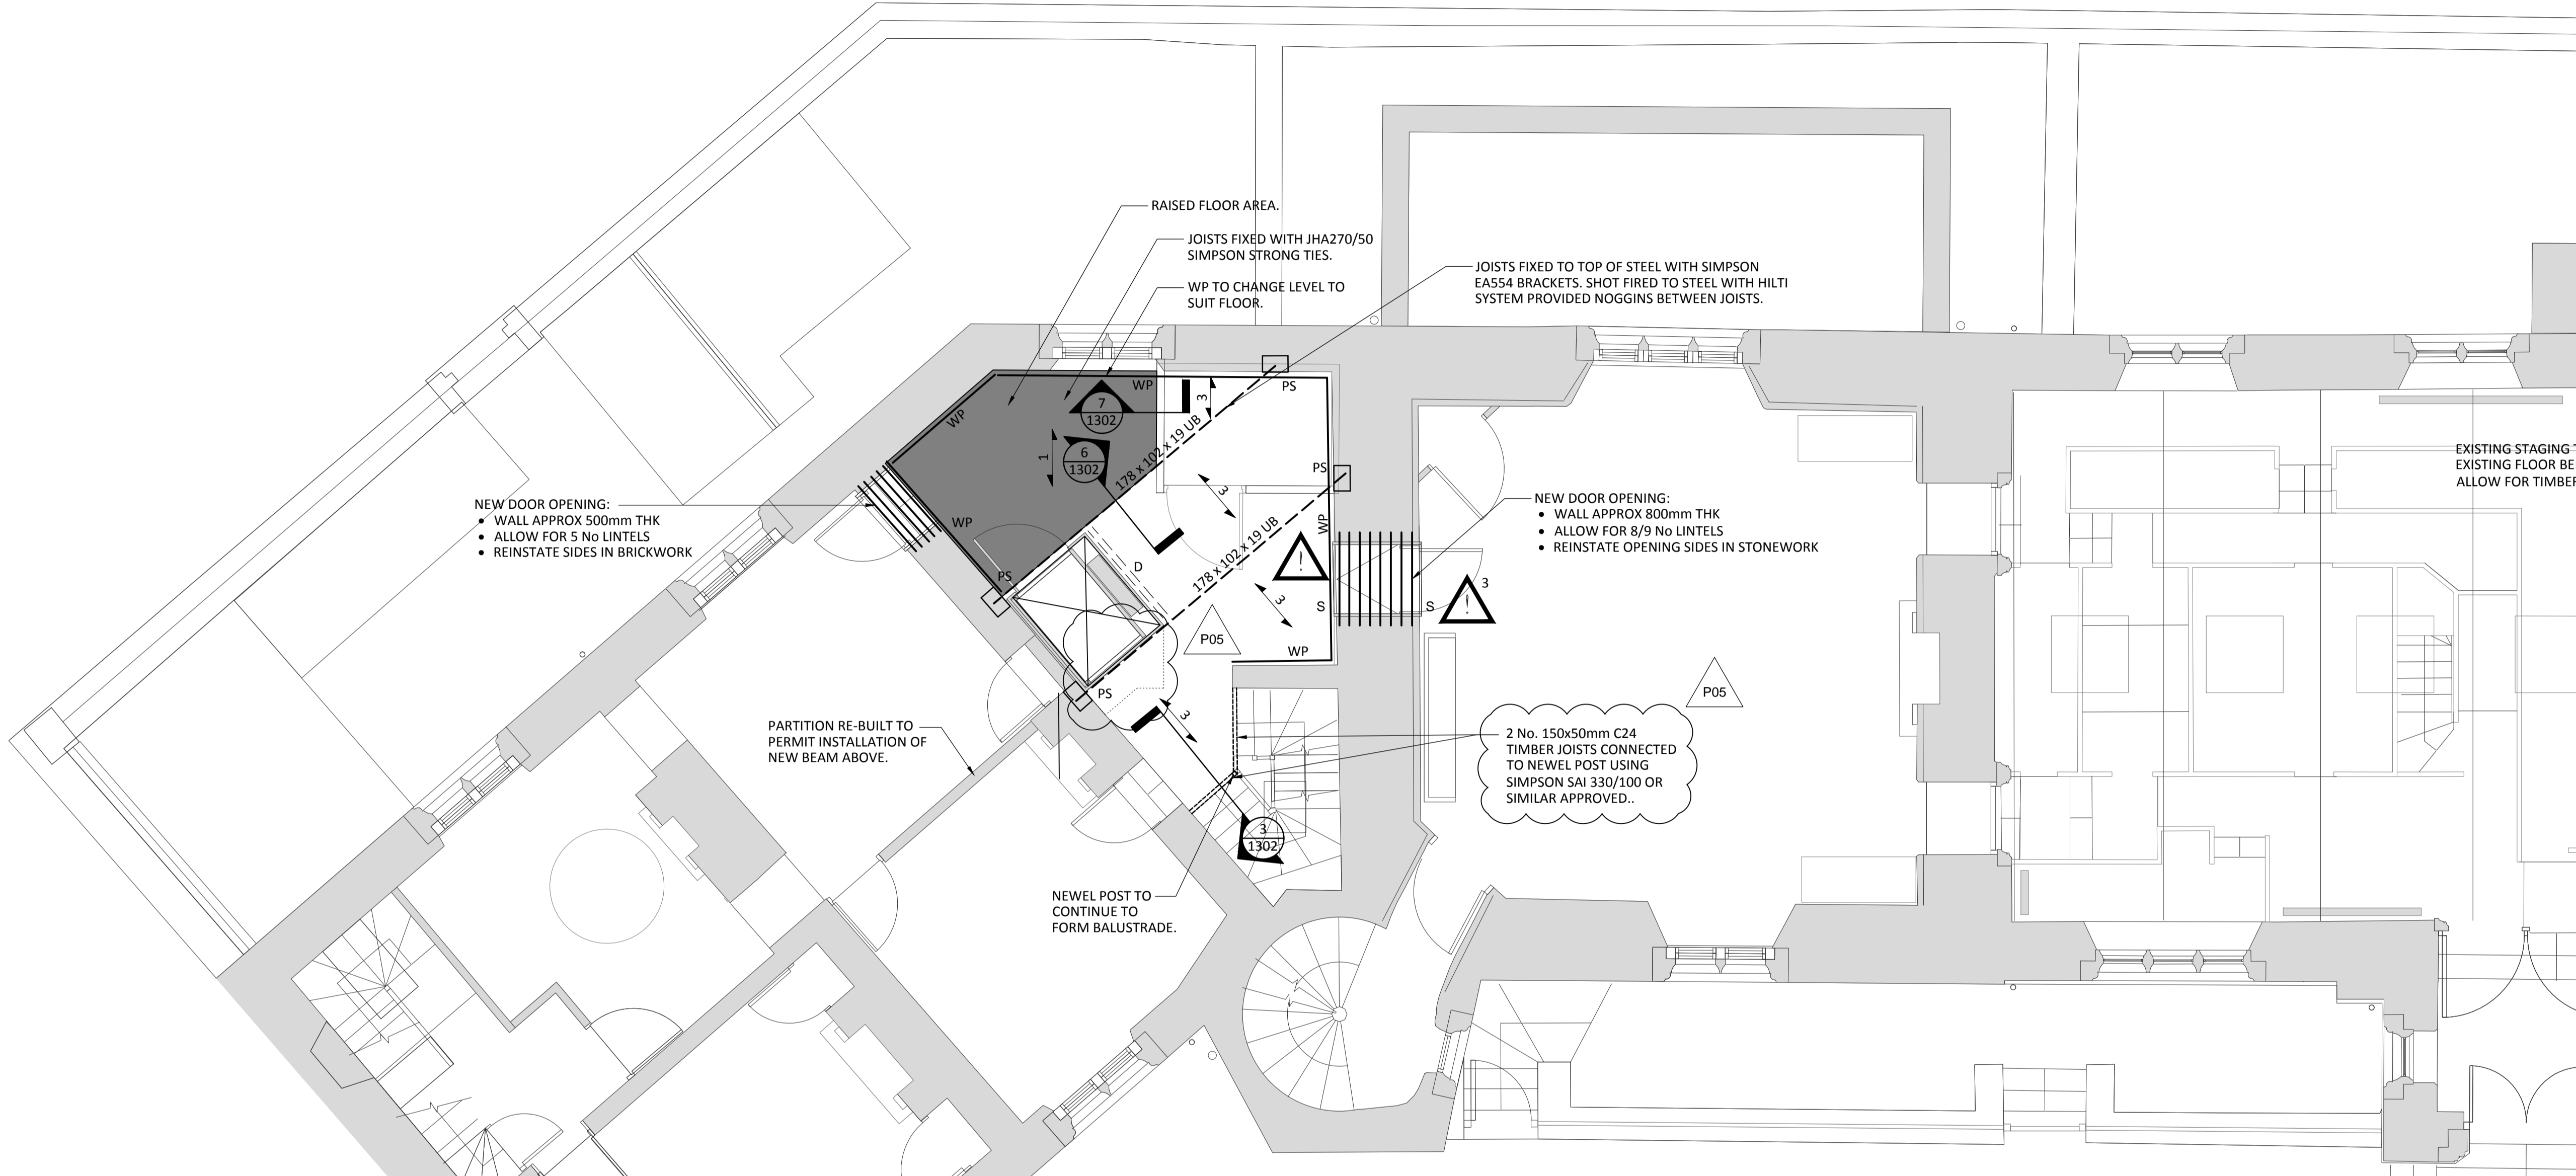 RAISED FLOOR AREA.
JOISTS FIXED WITH JHA270/50
SIMPSON STRONG TIES.
WP TO CHANGE LEVEL TO
SUIT FLOOR.
JOISTS FIXED TO TOP OF STEEL WITH SIMPSON
EA554 BRACKETS. SHOT FIRED TO STEEL WITH HILTI
SYSTEM PROVIDED NOGGINS BETWEEN JOISTS.
WP
PS
3
7
1302
WP
1
6
1302
178 x 102 x 19 UB
PS
3
EXISTING STAGING
EXISTING FLOOR BE
ALLOW FOR TIMBER
NEW DOOR OPENING:
• WALL APPROX 500mm THK
• ALLOW FOR 5 No LINTELS
• REINSTATE SIDES IN BRICKWORK
WP
WP
178 x 102 x 19 UB
NEW DOOR OPENING:
• WALL APPROX 800mm THK
• ALLOW FOR 8/9 No LINTELS
• REINSTATE OPENING SIDES IN STONEWORK
PS
D
!
3
S
S
!
3
P05
WP
PS
3
P05
PARTITION RE-BUILT TO
PERMIT INSTALLATION OF
NEW BEAM ABOVE.
2 No. 150x50mm C24
TIMBER JOISTS CONNECTED
TO NEWEL POST USING
SIMPSON SAI 330/100 OR
SIMILAR APPROVED..
3
1302
NEWEL POST TO
CONTINUE TO
FORM BALUSTRADE.